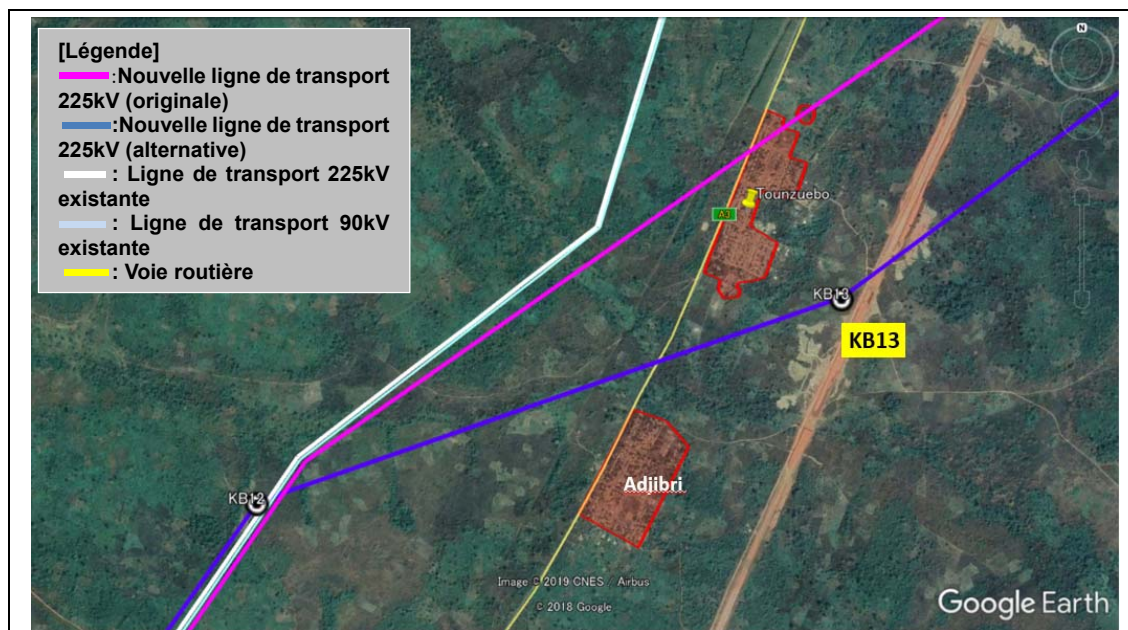 [Légende]
:Nouvelle ligne de transport
225kV (originale)
:Nouvelle ligne de transport
225kV (alternative)
: Ligne de transport 225kV
existante
: Ligne de transport 90kV
existante
: Voie routière
N
Tounzuebo
A3
KB13
KB13
Adjibri
KB12
Image © 2019 CNES / Airbus
© 2018 Google
Google Earth